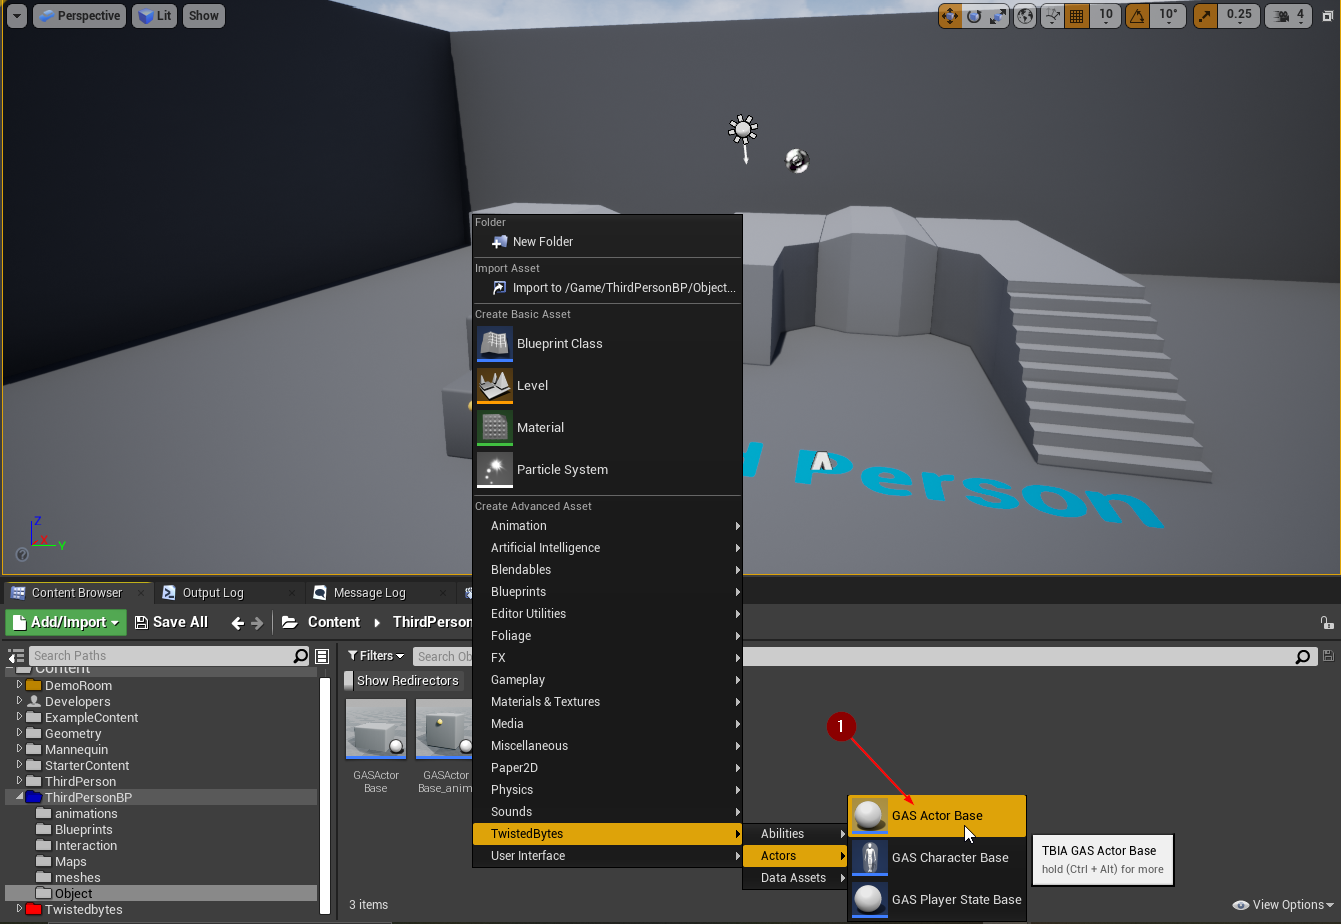 Perspective
Lit
Show
10
10°
0.25
4
Folder
New Folder
Import Asset
Import to /Game/ThirdPersonBP/Object...
Create Basic Asset
Blueprint Class
Level
Material
Particle System
Create Advanced Asset
Animation
Artificial Intelligence
Blendables
Blueprints
Editor Utilities
Foliage
FX
Gameplay
Materials & Textures
Media
Miscellaneous
Paper2D
Physics
Sounds
TwistedBytes
User Interface
Abilities
Actors
Data Assets
1
GAS Actor Base
GAS Character Base
GAS Player State Base
TBIA GAS Actor Base
hold (Ctrl + Alt) for more
Person
Z
X
Y
?
Content Browser
Output Log
Message Log
Add/Import
Save All
Content
ThirdPerson
Search Paths
Filters
Search Ob
Show Redirectors
Content
DemoRoom
Developers
ExampleContent
Geometry
Mannequin
StarterContent
ThirdPerson
ThirdPersonBP
animations
Blueprints
Interaction
Maps
meshes
Object
Twistedbytes
GASActor
Base
GASActor
Base_anim
3 items
View Options